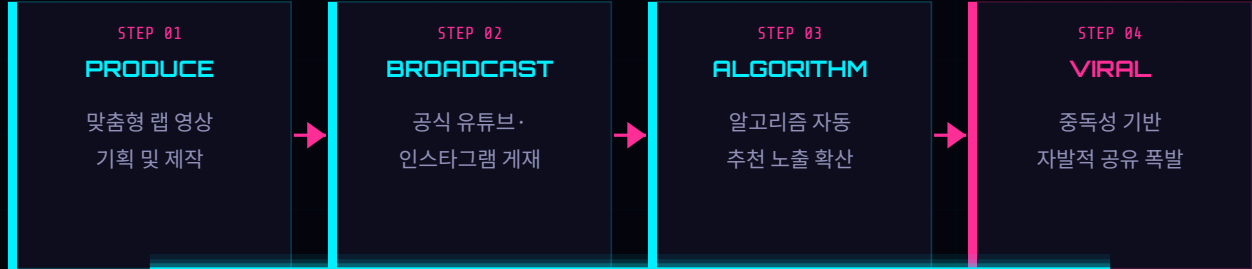 STEP 01
PRODUCE
맞춤형 랩 영상
기획 및 제작
STEP 02
BROADCAST
공식 유튜브·
인스타그램 게재
STEP 03
ALGORITHM
알고리즘 자동
추천 노출 확산
STEP 04
VIRAL
중독성 기반
자발적 공유 폭발